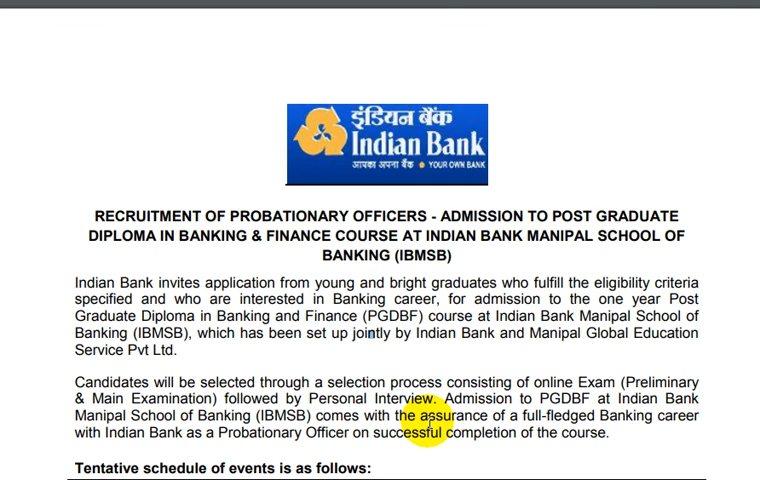 इंडियन बैंक
Indian Bank
आपका अपना बैंक ● YOUR OWN BANK
RECRUITMENT OF PROBATIONARY OFFICERS - ADMISSION TO POST GRADUATE
DIPLOMA IN BANKING & FINANCE COURSE AT INDIAN BANK MANIPAL SCHOOL OF
BANKING (IBMSB)
Indian Bank invites application from young and bright graduates who fulfill the eligibility criteria
specified and who are interested in Banking career, for admission to the one year Post
Graduate Diploma in Banking and Finance (PGDBF) course at Indian Bank Manipal School of
Banking (IBMSB), which has been set up jointly by Indian Bank and Manipal Global Education
Service Pvt Ltd.
Candidates will be selected through a selection process consisting of online Exam (Preliminary
& Main Examination) followed by Personal Interview. Admission to PGDBF at Indian Bank
Manipal School of Banking (IBMSB) comes with the assurance of a full-fledged Banking career
with Indian Bank as a Probationary Officer on successful completion of the course.
Tentative schedule of events is as follows: